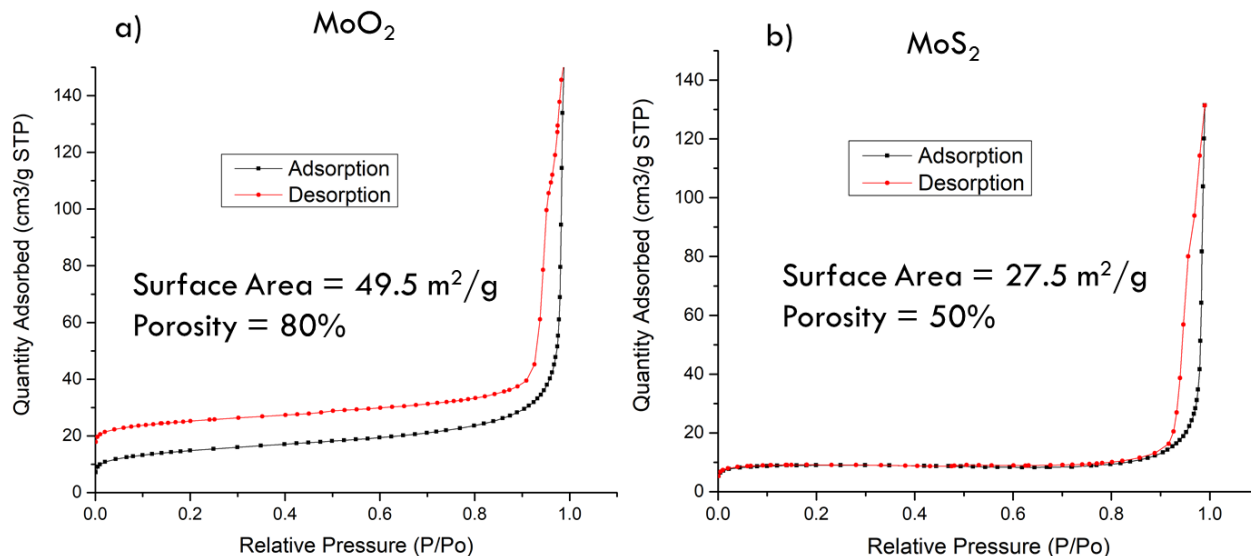 a)
MoO₂
140
120
100
80
60
40
20
0
Quantity Adsorbed (cm3/g STP)
Adsorption
Desorption
Surface Area = 49.5 m²/g
Porosity = 80%
0.0 0.2 0.4 0.6 0.8 1.0
Relative Pressure (P/Po)
b)
MoS₂
140
120
100
80
60
40
20
0
Quantity Adsorbed (cm3/g STP)
Adsorption
Desorption
Surface Area = 27.5 m²/g
Porosity = 50%
0.0 0.2 0.4 0.6 0.8 1.0
Relative Pressure (P/Po)